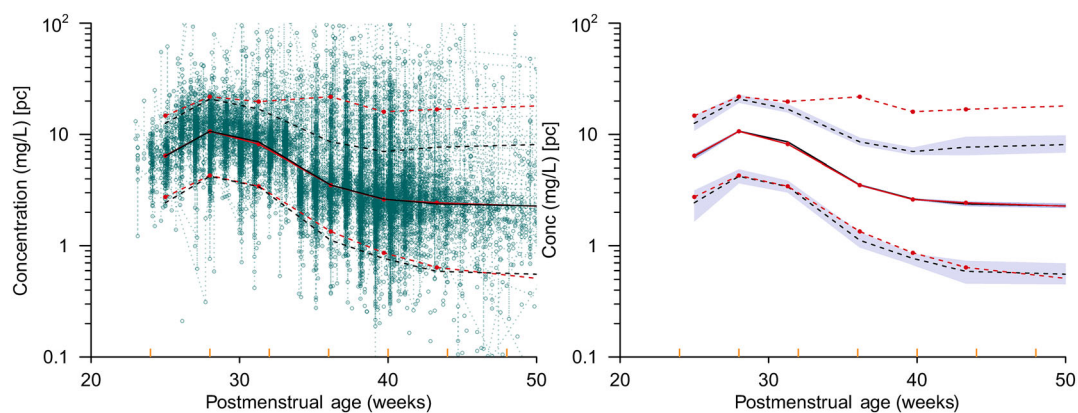 10²
10
1
0.1
Concentration (mg/L) [pc]
20 30 40 50
Postmenstrual age (weeks)
10²
10
1
0.1
Conc (mg/L) [pc]
20 30 40 50
Postmenstrual age (weeks)